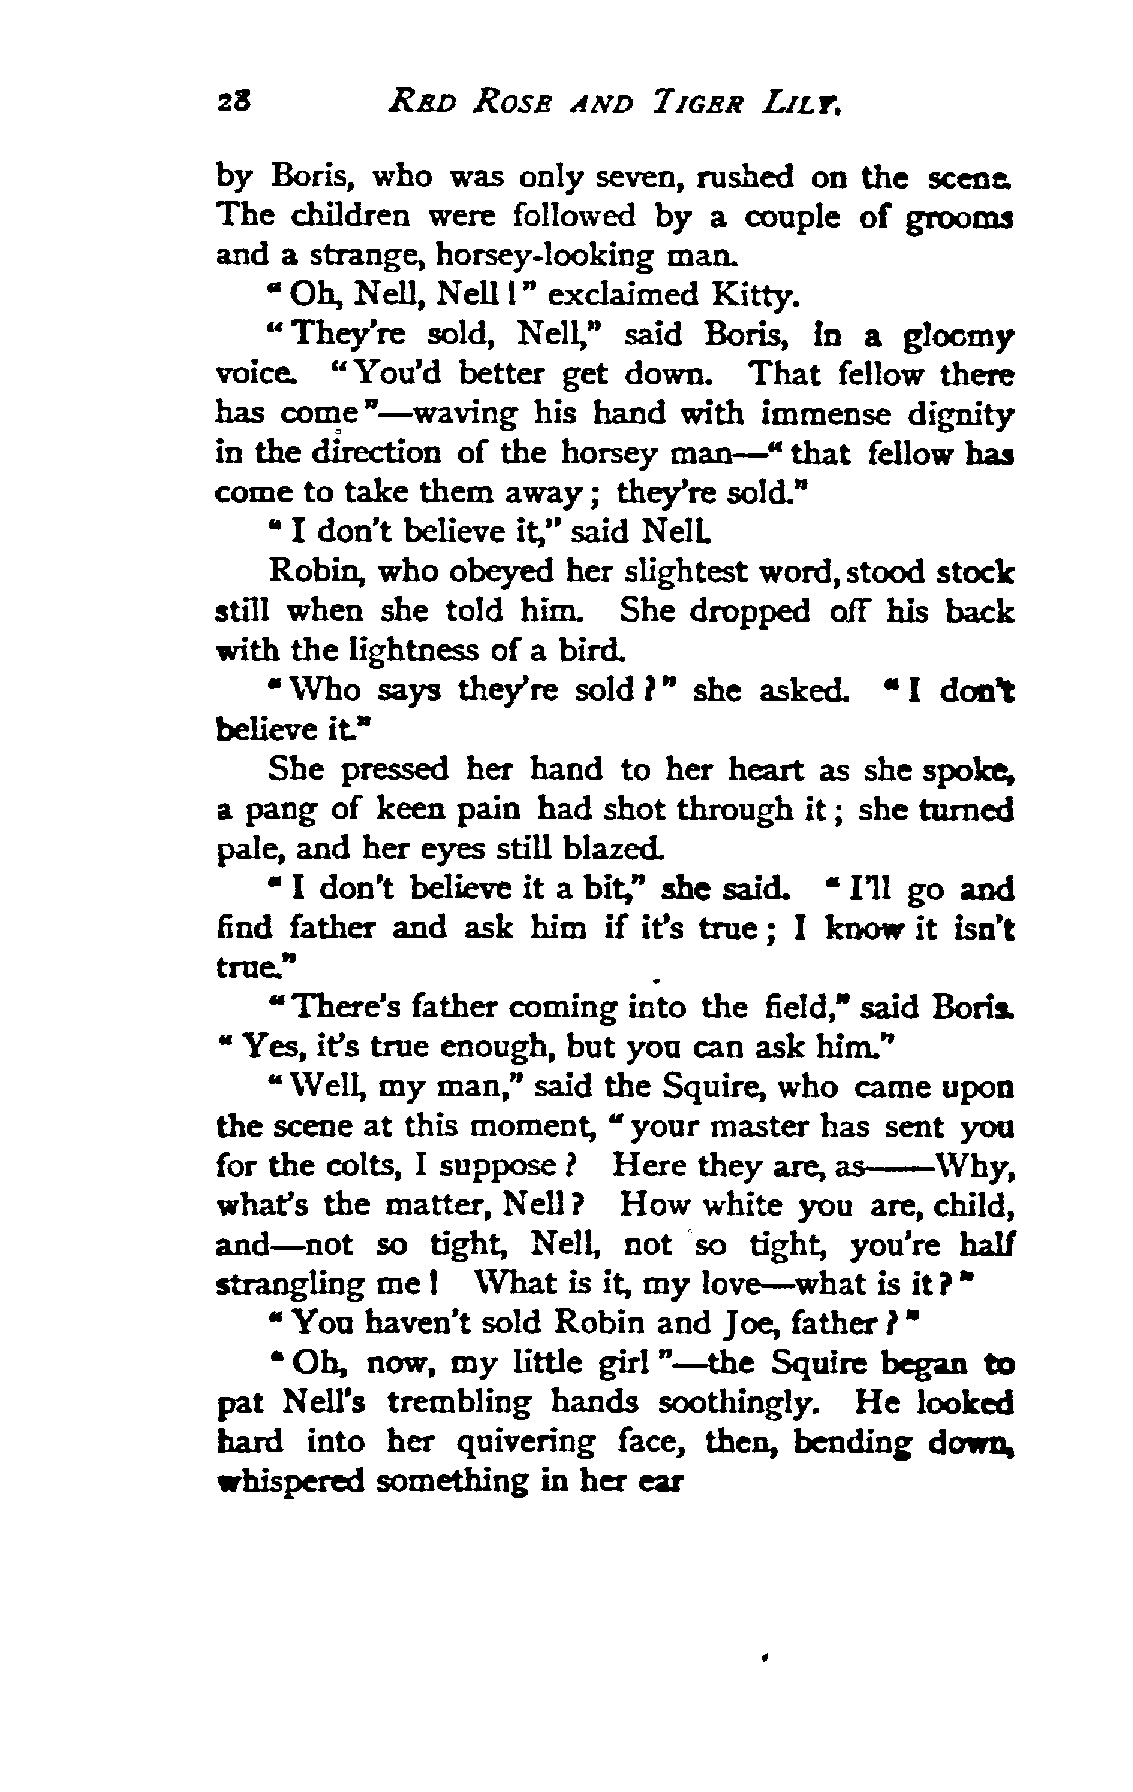 28 RED ROSE AND TIGER LILY.
by Boris, who was only seven, rushed on the scene.
The children were followed by a couple of grooms
and a strange, horsey-looking man.
“Oh, Nell, Nell!” exclaimed Kitty.
“They’re sold, Nell,” said Boris, in a gloomy
voice. “You’d better get down. That fellow there
has come”—waving his hand with immense dignity
in the direction of the horsey man—“that fellow has
come to take them away; they’re sold.”
“I don’t believe it,” said Nell.
Robin, who obeyed her slightest word, stood stock
still when she told him. She dropped off his back
with the lightness of a bird.
“Who says they’re sold?” she asked. “I don’t
believe it.”
She pressed her hand to her heart as she spoke,
a pang of keen pain had shot through it; she turned
pale, and her eyes still blazed.
“I don’t believe it a bit,” she said. “I’ll go and
find father and ask him if it’s true; I know it isn’t
true.”
“There’s father coming into the field,” said Boris.
“Yes, it’s true enough, but you can ask him.”
“Well, my man,” said the Squire, who came upon
the scene at this moment, “your master has sent you
for the colts, I suppose? Here they are, as——Why,
what’s the matter, Nell? How white you are, child,
and—not so tight, Nell, not so tight, you’re half
strangling me! What is it, my love—what is it?”
“You haven’t sold Robin and Joe, father?”
“Oh, now, my little girl”—the Squire began to
pat Nell’s trembling hands soothingly. He looked
hard into her quivering face, then, bending down,
whispered something in her ear